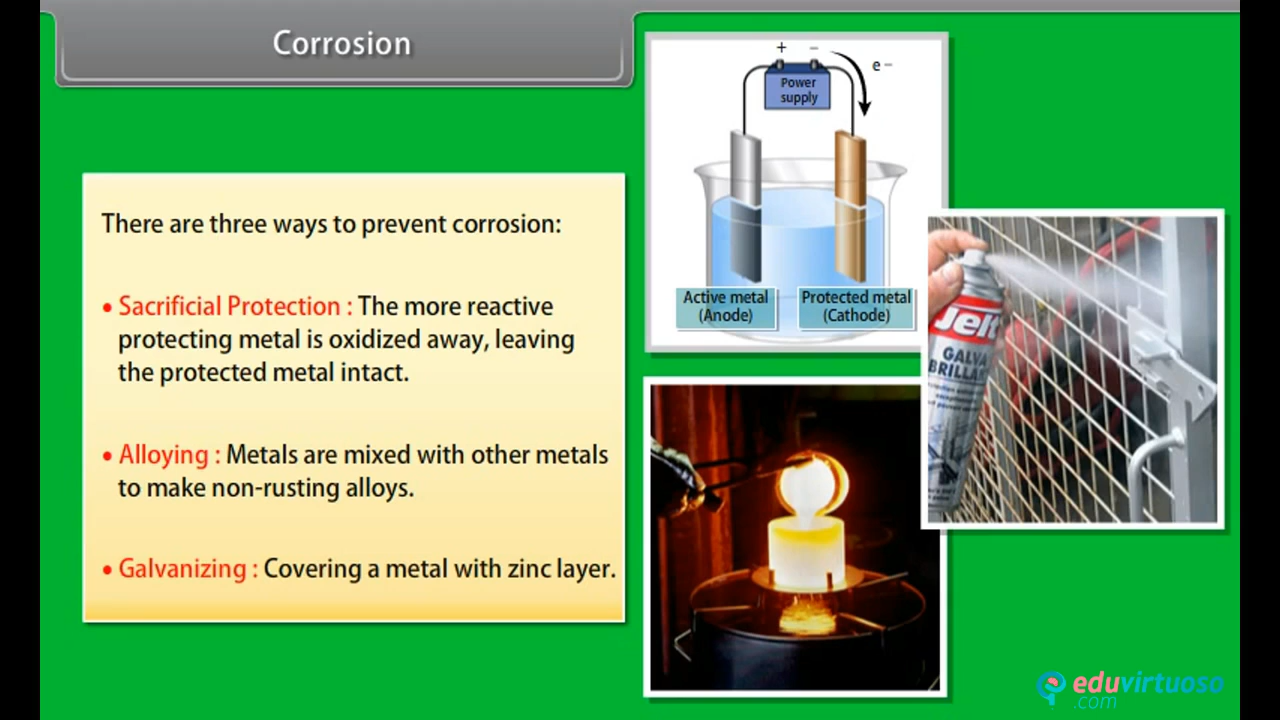 Corrosion
There are three ways to prevent corrosion:
• Sacrificial Protection : The more reactive
protecting metal is oxidized away, leaving
the protected metal intact.
• Alloying : Metals are mixed with other metals
to make non-rusting alloys.
• Galvanizing : Covering a metal with zinc layer.
+ −
e −
Power
supply
Active metal
(Anode)
Protected metal
(Cathode)
Jelt
GALVA
eduvirtuoso
.com